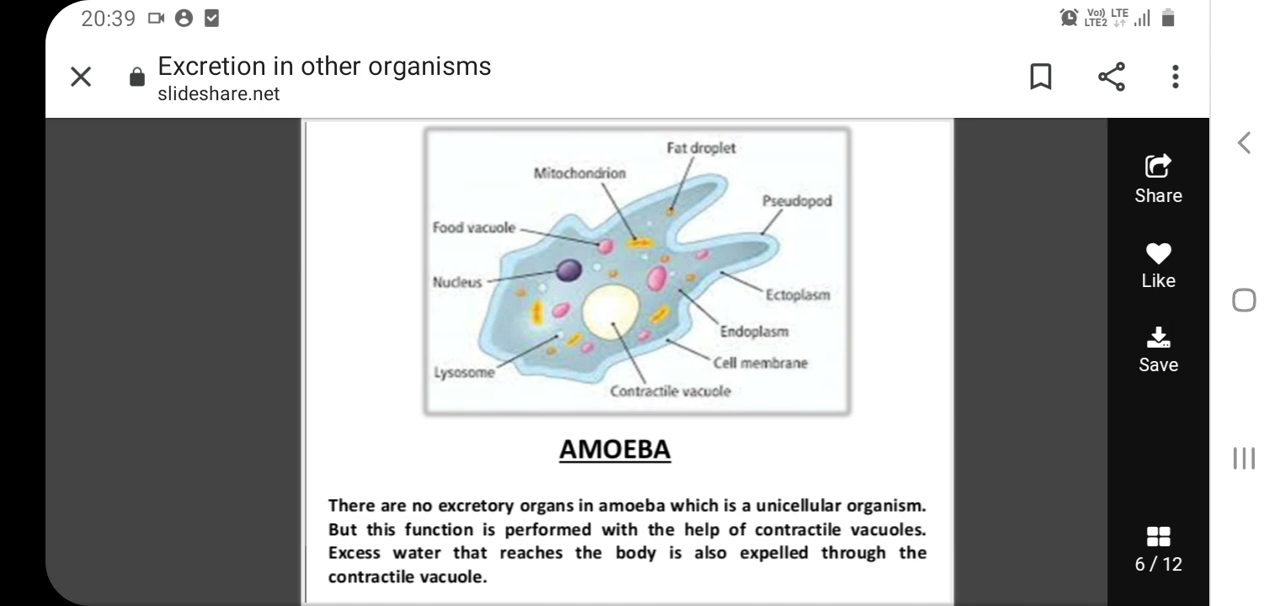 20:39
Vo) LTE
LTE2
Excretion in other organisms
slideshare.net
Fat droplet
Mitochondrion
Pseudopod
Food vacuole
Nucleus
Ectoplasm
Endoplasm
Cell membrane
Lysosome
Contractile vacuole
AMOEBA
There are no excretory organs in amoeba which is a unicellular organism.
But this function is performed with the help of contractile vacuoles.
Excess water that reaches the body is also expelled through the
contractile vacuole.
Share
Like
Save
6 / 12